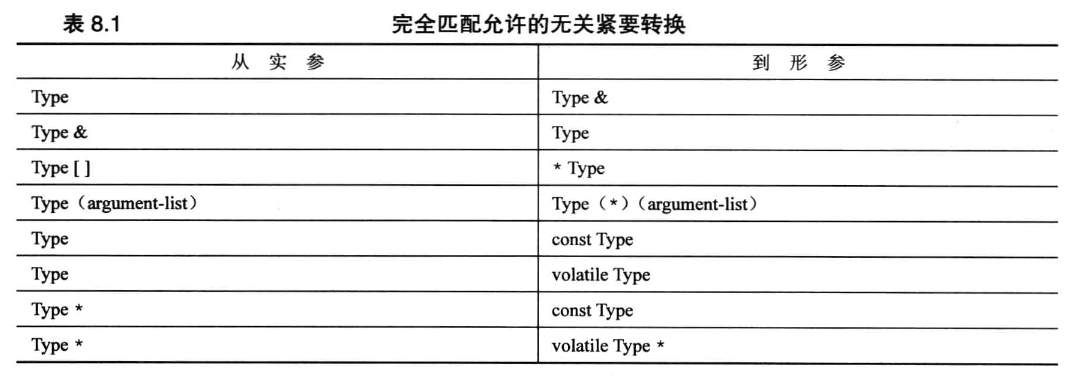 表 8.1 完全匹配允许的无关紧要转换
从 实 参 到 形 参
Type Type &
Type & Type
Type [ ] * Type
Type（argument-list） Type（*）（argument-list）
Type const Type
Type volatile Type
Type * const Type
Type * volatile Type *